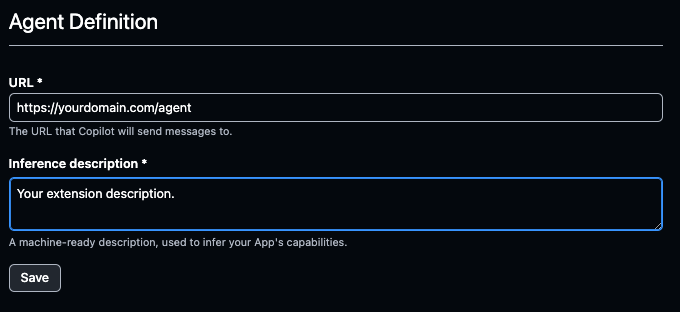 Agent Definition
URL *
https://yourdomain.com/agent
The URL that Copilot will send messages to.
Inference description *
Your extension description.
A machine-ready description, used to infer your App's capabilities.
Save